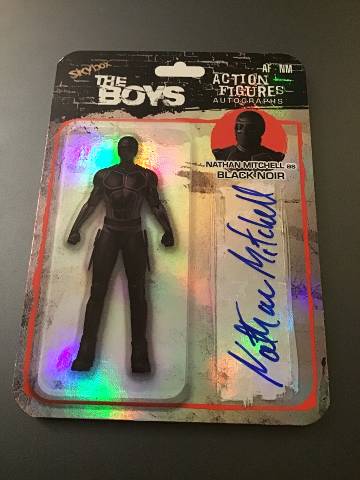 Skybox
THE
BOYS
AF NM
ACTION
FIGURES
AUTOGRAPHS
NATHAN MITCHELL as
BLACK NOIR
Nathan Mitchell